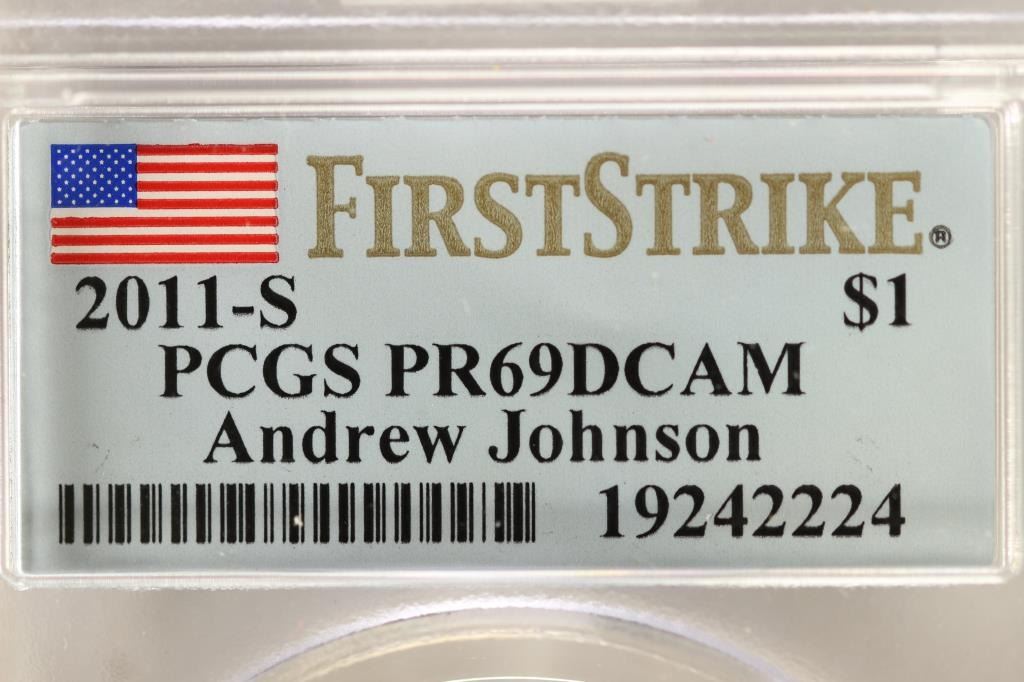 FIRSTSTRIKE®
2011-S $1
PCGS PR69DCAM
Andrew Johnson
19242224